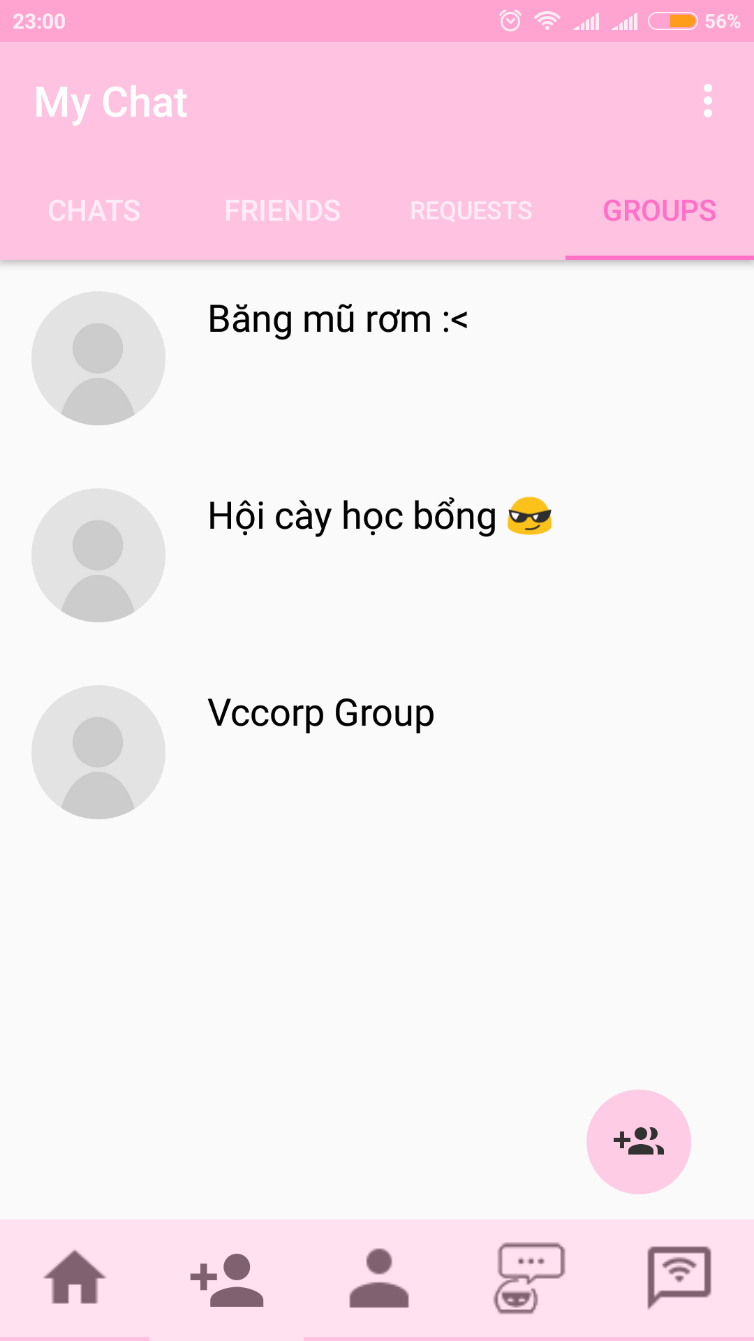 23:00 56%
My Chat
CHATS FRIENDS REQUESTS GROUPS
Băng mũ rơm :<
Hội cày học bổng 😎
Vccorp Group